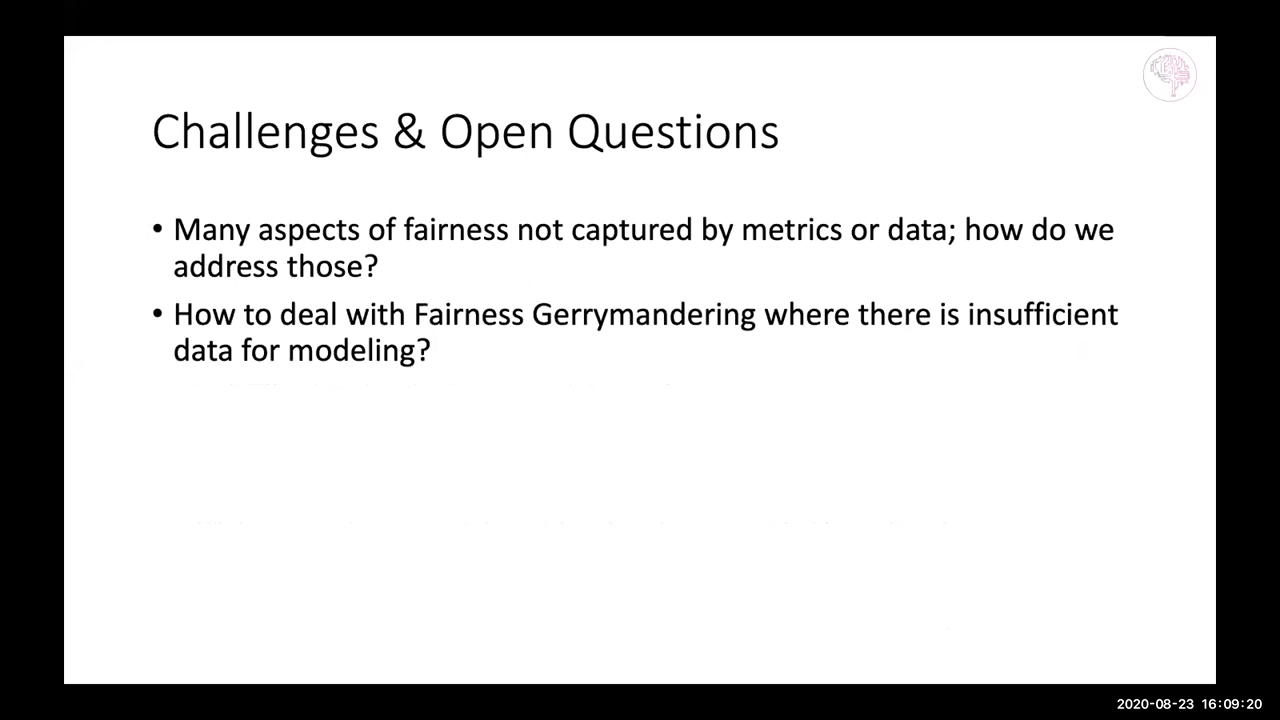 Challenges & Open Questions
• Many aspects of fairness not captured by metrics or data; how do we
address those?
• How to deal with Fairness Gerrymandering where there is insufficient
data for modeling?
2020-08-23 16:09:20